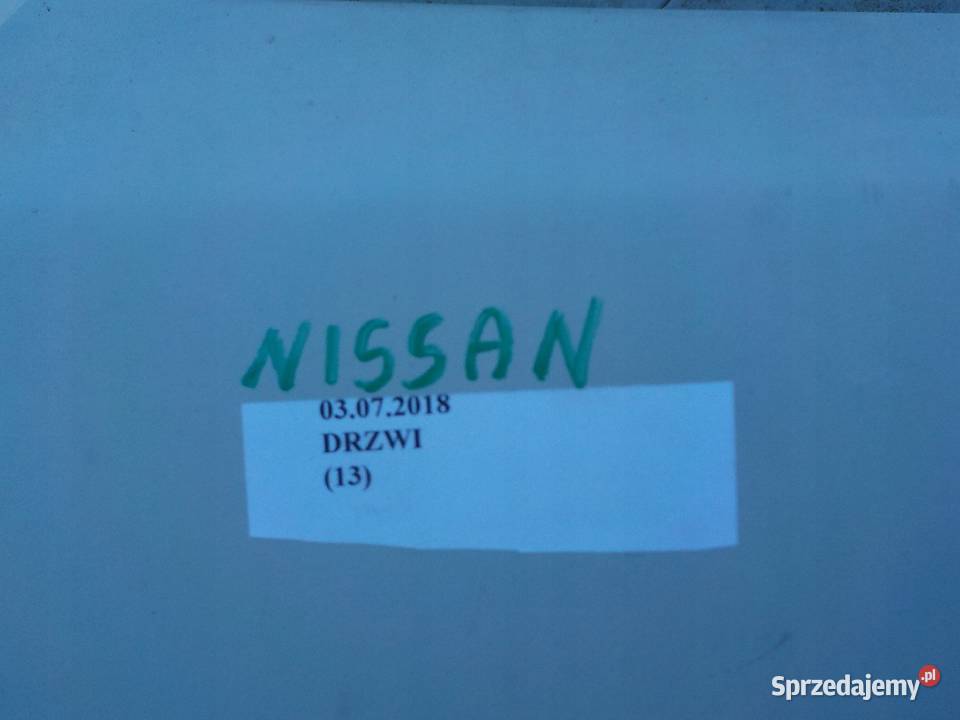 NISSAN
03.07.2018
DRZWI
(13)
Sprzedajemy.pl